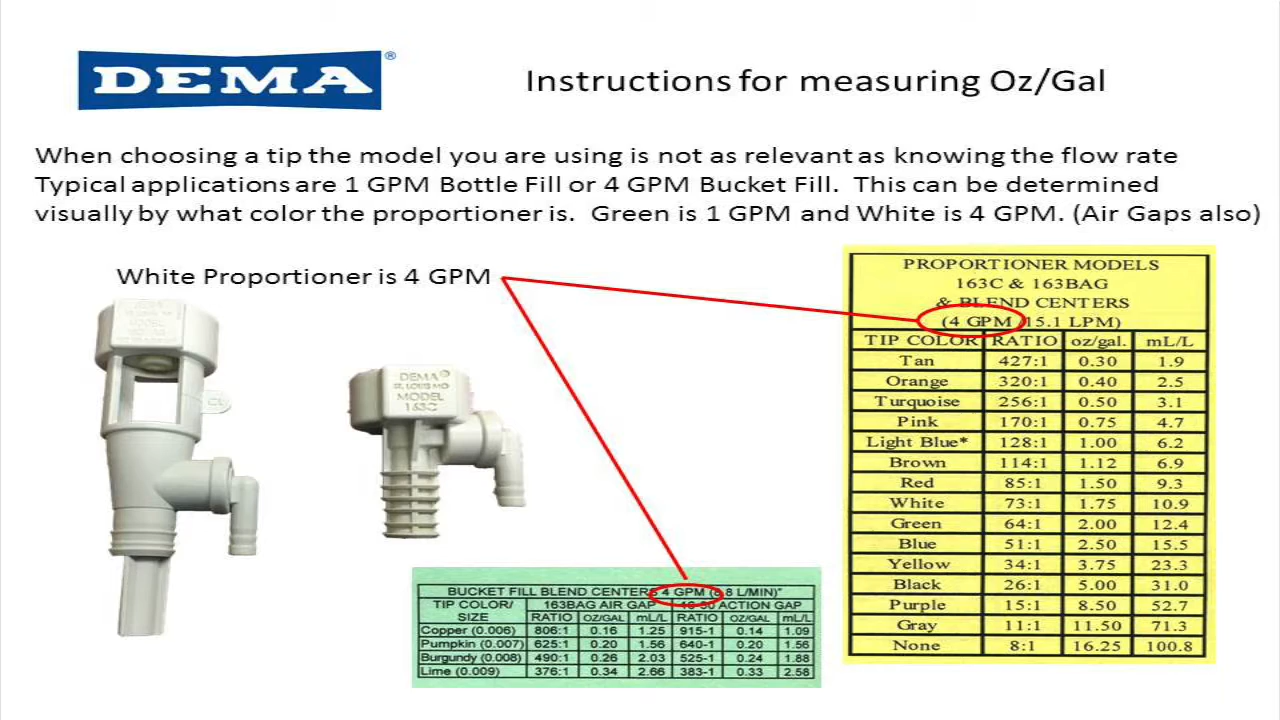 DEMA®
Instructions for measuring Oz/Gal
When choosing a tip the model you are using is not as relevant as knowing the flow rate
Typical applications are 1 GPM Bottle Fill or 4 GPM Bucket Fill. This can be determined
visually by what color the proportioner is. Green is 1 GPM and White is 4 GPM. (Air Gaps also)
White Proportioner is 4 GPM
DEMA
MODEL
DEMA
ST. LOUIS MO
MODEL
163C
PROPORTIONER MODELS
163C & 163BAG
& BLEND CENTERS
(4 GPM /15.1 LPM)
TIP COLOR RATIO oz/gal. mL/L
Tan 427:1 0.30 1.9
Orange 320:1 0.40 2.5
Turquoise 256:1 0.50 3.1
Pink 170:1 0.75 4.7
Light Blue* 128:1 1.00 6.2
Brown 114:1 1.12 6.9
Red 85:1 1.50 9.3
White 73:1 1.75 10.9
Green 64:1 2.00 12.4
Blue 51:1 2.50 15.5
Yellow 34:1 3.75 23.3
Black 26:1 5.00 31.0
Purple 15:1 8.50 52.7
Gray 11:1 11.50 71.3
None 8:1 16.25 100.8
BUCKET FILL BLEND CENTERS 4 GPM L/MIN)"
TIP COLOR/ 163BAG AIR GAP ACTION GAP
SIZE RATIO OZ/GAL mL/L RATIO OZ/GAL mL/L
Copper (0.006) 806:1 0.16 1.25 915-1 0.14 1.09
Pumpkin (0.007) 625:1 0.20 1.56 640-1 0.20 1.56
Burgundy (0.008) 490:1 0.26 2.03 525-1 0.24 1.88
Lime (0.009) 376:1 0.34 2.66 383-1 0.33 2.58